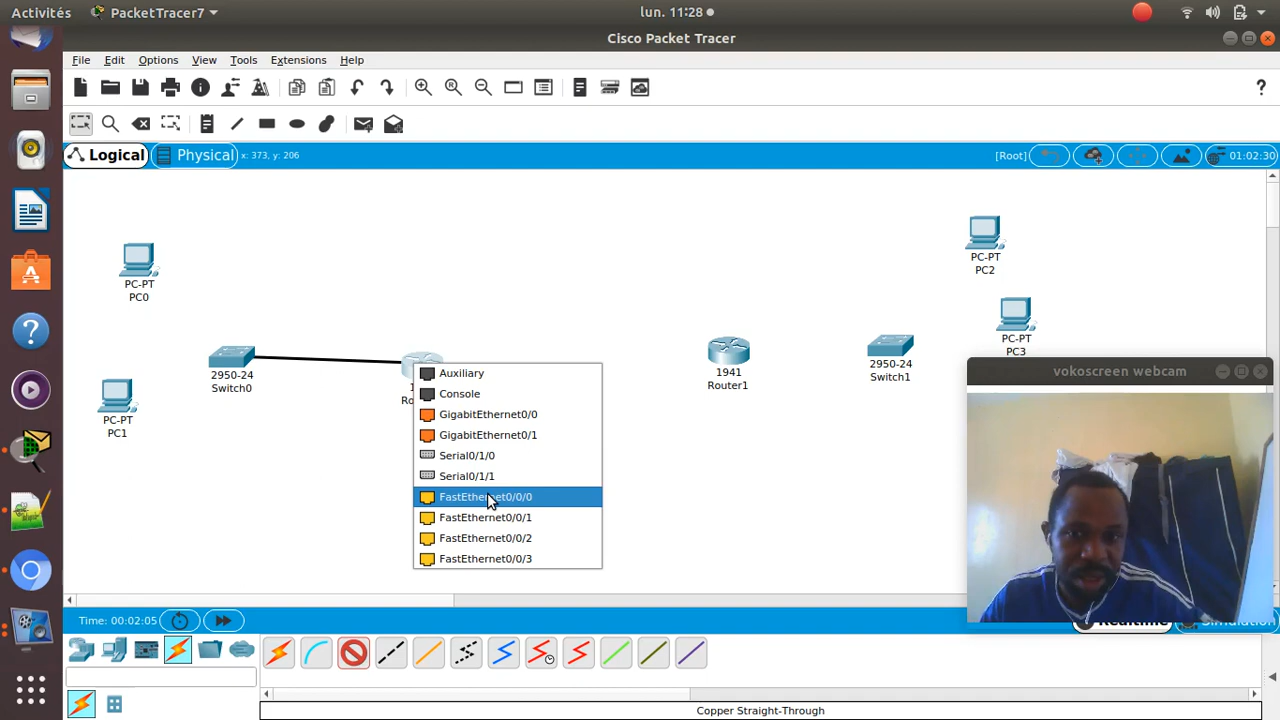 Activités
PacketTracer7
lun. 11:28
Cisco Packet Tracer
File Edit Options View Tools Extensions Help
Logical
Physical
x: 373, y: 206
[Root]
01:02:30
PC-PT
PC0
PC-PT
PC2
PC-PT
PC3
2950-24
Switch0
1941
Router1
2950-24
Switch1
PC-PT
PC1
Auxiliary
Console
GigabitEthernet0/0
GigabitEthernet0/1
Serial0/1/0
Serial0/1/1
FastEthernet0/0/0
FastEthernet0/0/1
FastEthernet0/0/2
FastEthernet0/0/3
vokoscreen webcam
Time: 00:02:05
Realtime
Simulation
Copper Straight-Through